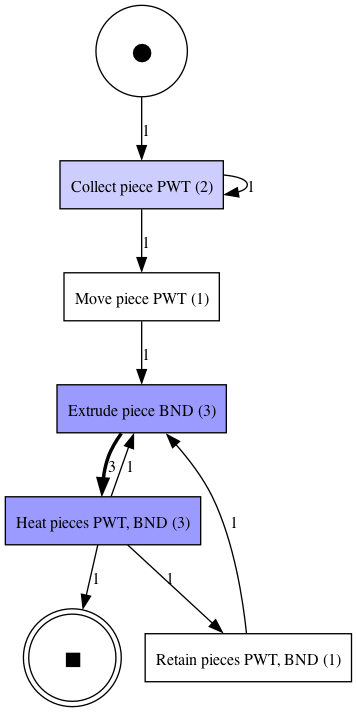 1
Collect piece PWT (2)
1
1
Move piece PWT (1)
1
Extrude piece BND (3)
3
1
1
Heat pieces PWT, BND (3)
1
1
Retain pieces PWT, BND (1)